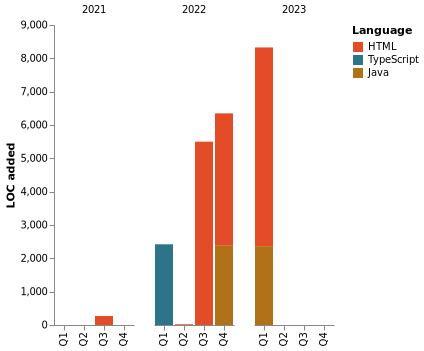 2021 2022 2023
Language
HTML
TypeScript
Java
LOC added
9,000
8,000
7,000
6,000
5,000
4,000
3,000
2,000
1,000
0
Q1 Q2 Q3 Q4 Q1 Q2 Q3 Q4 Q1 Q2 Q3 Q4